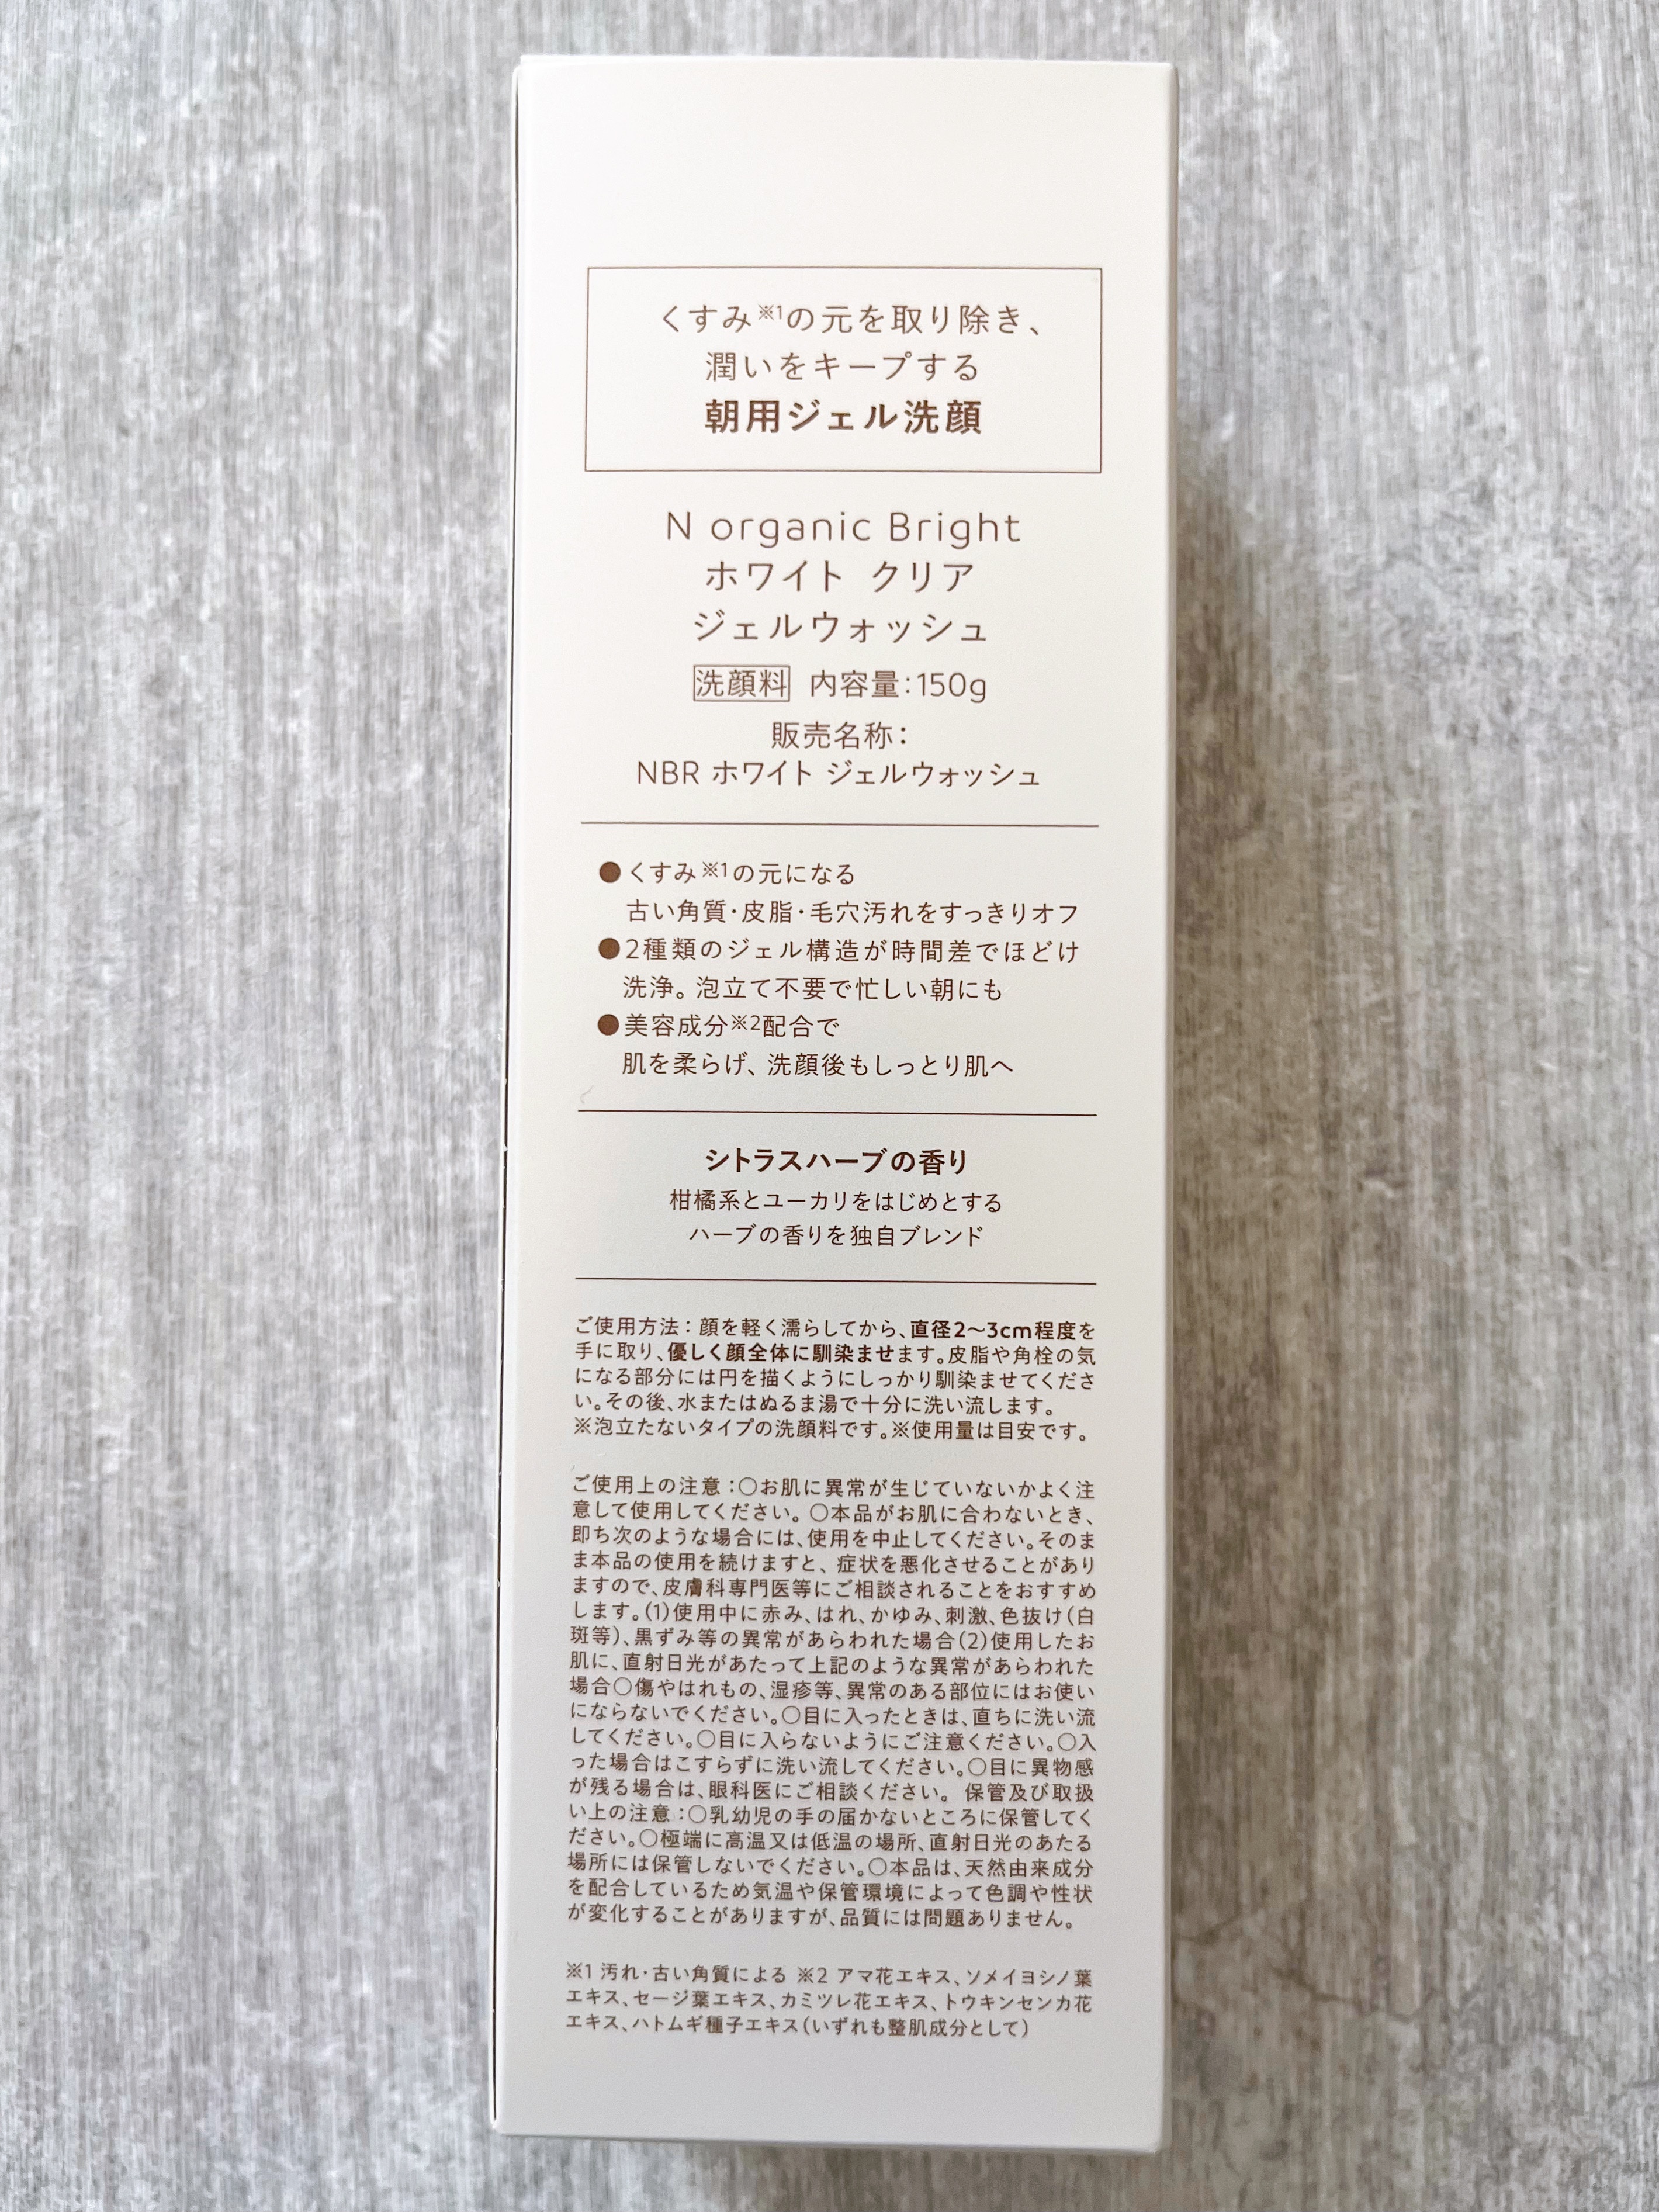 くすみ※1の元を取り除き、
潤いをキープする
朝用ジェル洗顔
N organic Bright
ホワイト クリア
ジェルウォッシュ
洗顔料 内容量:150g
販売名称:
NBR ホワイト ジェルウォッシュ
●くすみ※1の元になる
古い角質・皮脂・毛穴汚れをすっきりオフ
●2種類のジェル構造が時間差でほどけ
洗浄。泡立て不要で忙しい朝にも
●美容成分※2配合で
肌を柔らげ、洗顔後もしっとり肌へ
シトラスハーブの香り
柑橘系とユーカリをはじめとする
ハーブの香りを独自ブレンド
ご使用方法:顔を軽く濡らしてから、直径2〜3cm程度を
手に取り、優しく顔全体に馴染ませます。皮脂や角栓の気
になる部分には円を描くようにしっかり馴染ませてくださ
い。その後、水またはぬるま湯で十分に洗い流します。
※泡立たないタイプの洗顔料です。※使用量は目安です。
ご使用上の注意:○お肌に異常が生じていないかよく注
意して使用してください。○本品がお肌に合わないとき、
即ち次のような場合には、使用を中止してください。そのま
ま本品の使用を続けますと、症状を悪化させることがあり
ますので、皮膚科専門医等にご相談されることをおすすめ
します。(1)使用中に赤み、はれ、かゆみ、刺激、色抜け(白
斑等)、黒ずみ等の異常があらわれた場合(2)使用したお
肌に、直射日光があたって上記のような異常があらわれた
場合○傷やはれもの、湿疹等、異常のある部位にはお使い
にならないでください。○目に入ったときは、直ちに洗い流
してください。○目に入らないようにご注意ください。○入
った場合はこすらずに洗い流してください。○目に異物感
が残る場合は、眼科医にご相談ください。 保管及び取扱
い上の注意:○乳幼児の手の届かないところに保管してく
ださい。○極端に高温又は低温の場所、直射日光のあたる
場所には保管しないでください。○本品は、天然由来成分
を配合しているため気温や保管環境によって色調や性状
が変化することがありますが、品質には問題ありません。
※1 汚れ・古い角質による ※2 アマ花エキス、ソメイヨシノ葉
エキス、セージ葉エキス、カミツレ花エキス、トウキンセンカ花
エキス、ハトムギ種子エキス(いずれも整肌成分として)